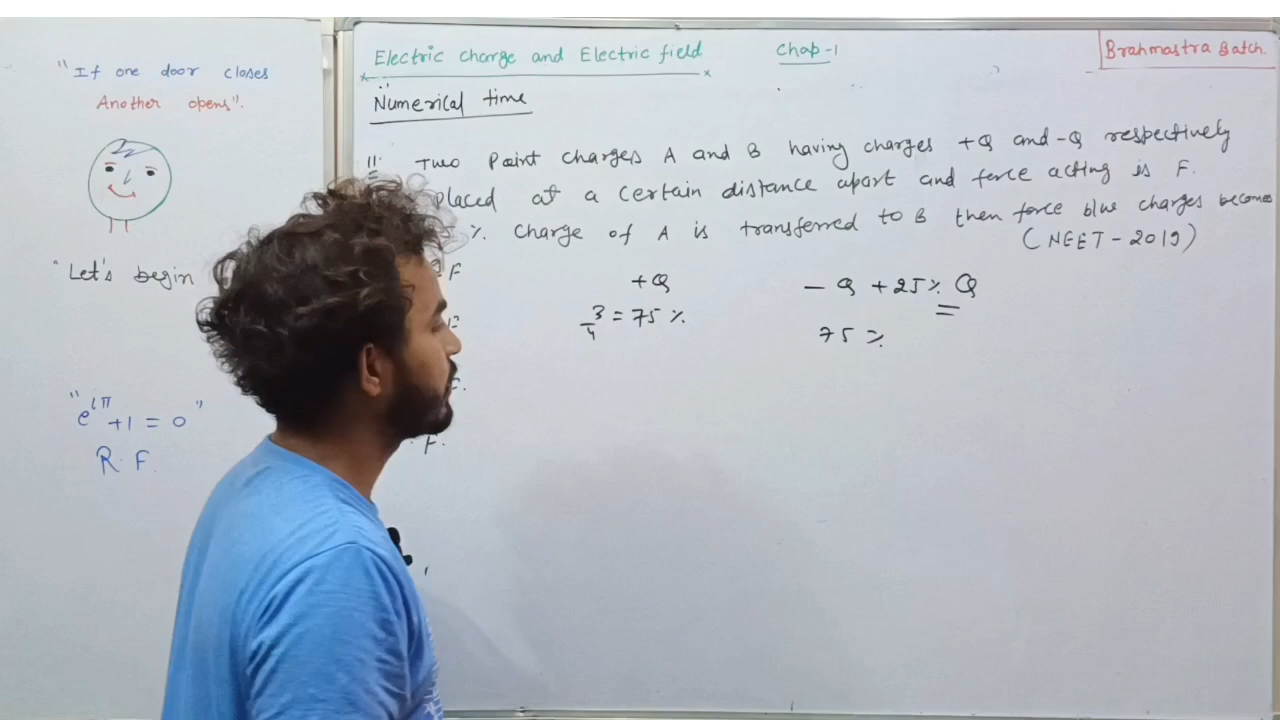 "If one door closes
Another opens".
"Let's begin
"e^iπ +1 = 0"
R. F.
Electric charge and Electric field
Chap-1
Brahmastra Batch.
Numerical time
11. Two Point charges A and B having charges +Q and -Q respectively
placed at a certain distance apart and force acting is F.
5 % charge of A is transferred to B then force b/w charges becomes
(NEET-2019)
F
F.
F.
+Q
- Q +25% Q
3/4 = 75 %
75 %